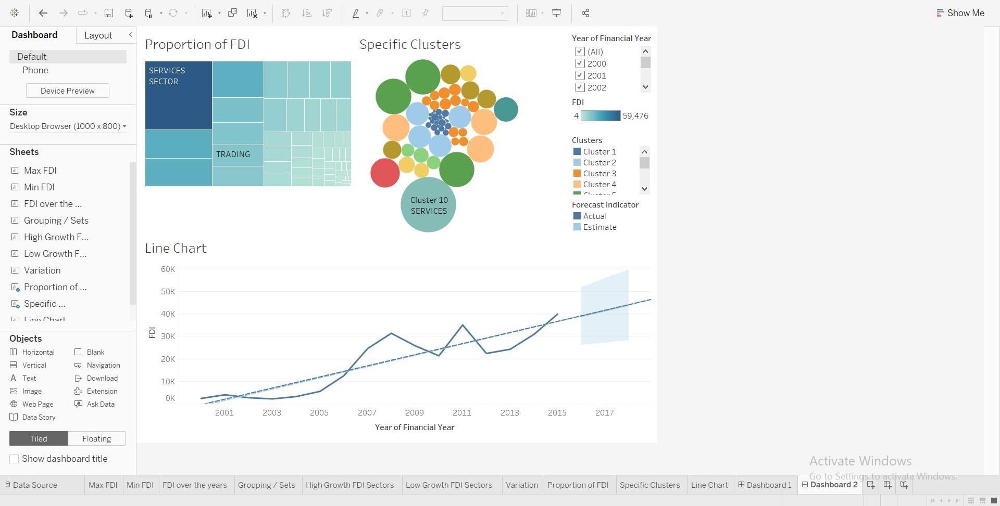 Show Me
Dashboard
Layout
Default
Phone
Device Preview
Size
Desktop Browser (1000 x 800)
Sheets
Max FDI
Min FDI
FDI over the ...
Grouping / Sets
High Growth F...
Low Growth F...
Variation
Proportion of ...
Specific ...
Line Chart
Objects
Horizontal
Blank
Vertical
Navigation
Text
Download
Image
Extension
Web Page
Ask Data
Data Story
Tiled
Floating
Show dashboard title
Proportion of FDI
SERVICES
SECTOR
TRADING
Specific Clusters
Cluster 10
SERVICES
Year of Financial Year
(All)
2000
2001
2002
FDI
4
59,476
Clusters
Cluster 1
Cluster 2
Cluster 3
Cluster 4
Cluster 5
Forecast indicator
Actual
Estimate
Line Chart
60K
50K
40K
30K
20K
10K
0K
FDI
2001
2003
2005
2007
2009
2011
2013
2015
2017
Year of Financial Year
Activate Windows
Go to Settings to activate Windows.
Data Source
Max FDI
Min FDI
FDI over the years
Grouping / Sets
High Growth FDI Sectors
Low Growth FDI Sectors
Variation
Proportion of FDI
Specific Clusters
Line Chart
Dashboard 1
Dashboard 2